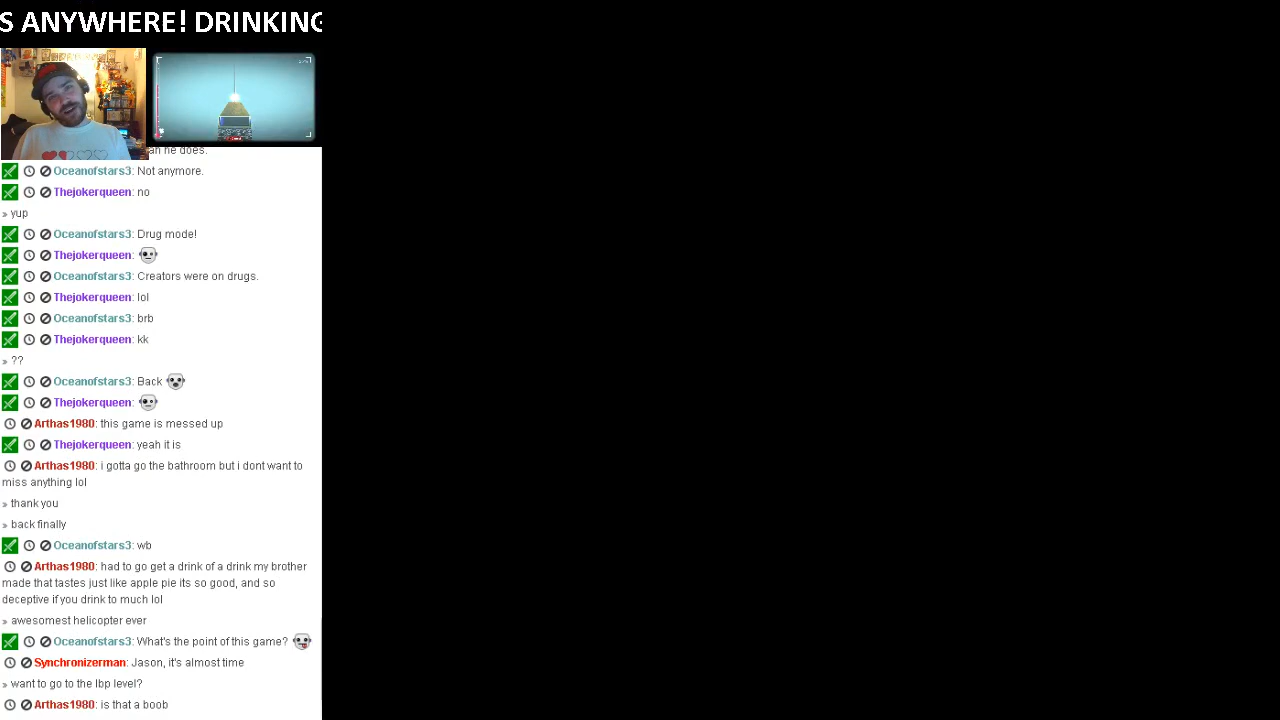 S ANYWHERE! DRINKING
an he does.
Oceanofstars3: Not anymore.
Thejokerqueen: no
» yup
Oceanofstars3: Drug mode!
Thejokerqueen:
Oceanofstars3: Creators were on drugs.
Thejokerqueen: lol
Oceanofstars3: brb
Thejokerqueen: kk
» ??
Oceanofstars3: Back
Thejokerqueen:
Arthas1980: this game is messed up
Thejokerqueen: yeah it is
Arthas1980: i gotta go the bathroom but i dont want to
miss anything lol
» thank you
» back finally
Oceanofstars3: wb
Arthas1980: had to go get a drink of a drink my brother
made that tastes just like apple pie its so good, and so
deceptive if you drink to much lol
» awesomest helicopter ever
Oceanofstars3: What's the point of this game?
Synchronizerman: Jason, it's almost time
» want to go to the lbp level?
Arthas1980: is that a boob